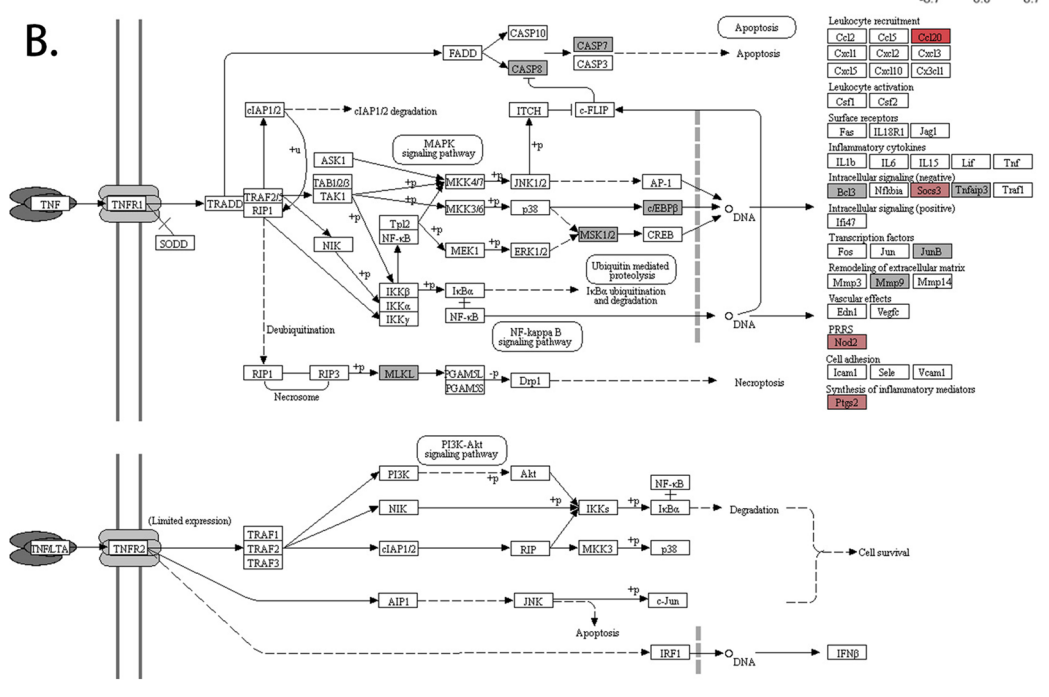 B.
Apoptosis
CASP10
FADD
CASP7
CASP3
CASP8
Apoptosis
cIAP1/2
cIAP1/2 degradation
ITCH
c-FLIP
+u
+p
MAPK
signaling pathway
ASK1
TAB1/2/3
TAK1
+p
MKK4/7
+p
JNK1/2
AP-1
TNF
TNFR1
TRADD
TRAF2/5
RIP1
SODD
MKK3/6
+p
p38
c/EBPβ
DNA
+p
Tpl2
NF-κB
NIK
+p
MSK1/2
CREB
MEK1
+p
ERK1/2
+p
Ubiquitin mediated
proteolysis
IKKβ
IKKα
IKKγ
+p
IκBα
IκBα ubiquitination
and degradation
NF-κB
DNA
NF-kappa B
signaling pathway
Deubiquitination
RIP1
RIP3
+p
MLKL
PGAM5L
PGAM5S
-p
Drp1
Necroptosis
Necrosome
Leukocyte recruitment
Ccl2 Ccl5 Ccl20
Cxcl1 Cxcl2 Cxcl3
Cxcl5 Cxcl10 Cx3cl1
Leukocyte activation
Csf1 Csf2
Surface receptors
Fas IL18R1 Jag1
Inflammatory cytokines
IL1b IL6 IL15 Lif Tnf
Intracellular signaling (negative)
Bcl3 Nfkbia Socs3 Tnfaip3 Traf1
Intracellular signaling (positive)
Ifi47
Transcription factors
Fos Jun JunB
Remodeling of extracellular matrix
Mmp3 Mmp9 Mmp14
Vascular effects
Edn1 Vegfc
PRRS
Nod2
Cell adhesion
Icam1 Sele Vcam1
Synthesis of inflammatory mediators
Ptgs2
PI3K-Akt
signaling pathway
PI3K
+p
Akt
NF-κB
(Limited expression)
NIK
+p
IKKs
+p
IκBα
Degradation
TNF/LTA
TNFR2
TRAF1
TRAF2
TRAF3
cIAP1/2
RIP
MKK3
+p
p38
Cell survival
AIP1
JNK
+p
c-Jun
Apoptosis
IRF1
DNA
IFNβ